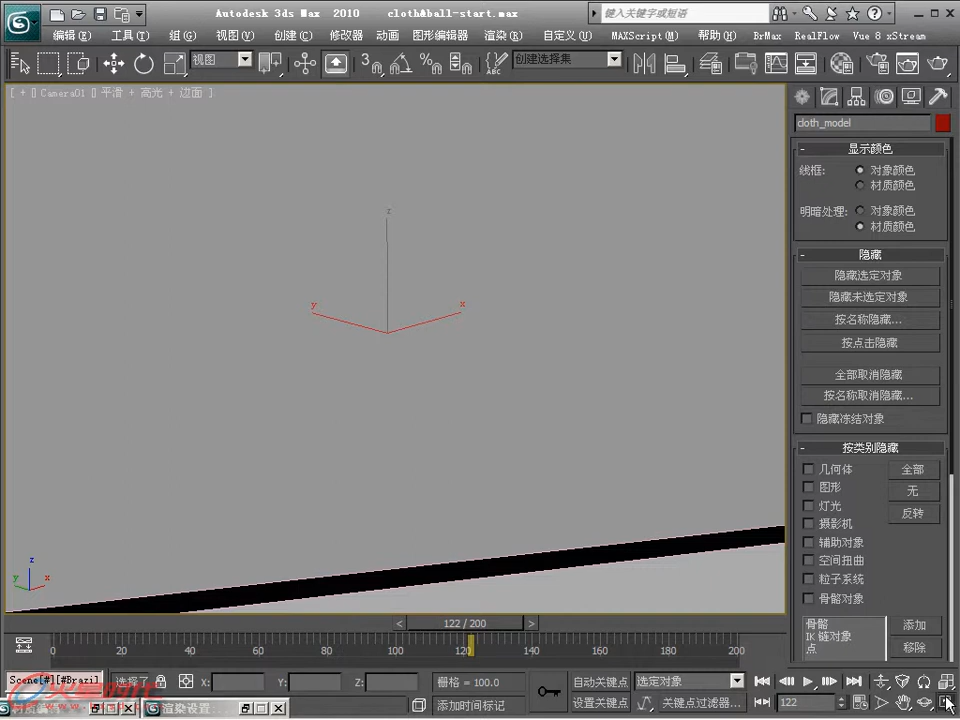 Autodesk 3ds Max 2010 cloth&ball-start.max
键入关键字或短语
编辑(E) 工具(T) 组(G) 视图(V) 创建(C) 修改器 动画 图形编辑器 渲染(R) 自定义(U) MAXScript(M) 帮助(H) BrMax RealFlow Vue 8 xStream
视图 3 % ABC 创建选择集
[ + [] Camera01 [] 平滑 + 高光 + 边面 ]
cloth_model
- 显示颜色
线框: 对象颜色
材质颜色
明暗处理: 对象颜色
材质颜色
- 隐藏
隐藏选定对象
隐藏未选定对象
按名称隐藏...
按点击隐藏
全部取消隐藏
按名称取消隐藏...
隐藏冻结对象
- 按类别隐藏
几何体 全部
图形 无
灯光 反转
摄影机
辅助对象
空间扭曲
粒子系统
骨骼对象
骨骼 添加
IK 链对象 移除
点
z
y x
z
y x
< 122 / 200 >
0 20 40 60 80 100 120 140 160 180 200
Scene[#][#Brazil 选择了 X: Y: Z: 栅格 = 100.0 自动关键点 选定对象
添加时间标记 设置关键点 关键点过滤器... 122
火星时代
渲染设置: